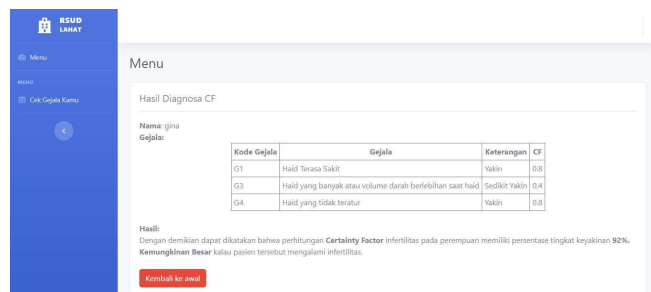 RSUD
LAHAT
Menu
MENU
Cek Gejala Kamu
Menu
Hasil Diagnosa CF
Nama: gina
Gejala:
Kode Gejala Gejala Keterangan CF
G1 Haid Terasa Sakit Yakin 0.8
G3 Haid yang banyak atau volume darah berlebihan saat haid Sedikit Yakin 0.4
G4 Haid yang tidak teratur Yakin 0.8
Hasil:
Dengan demikian dapat dikatakan bahwa perhitungan Certainty Factor infertilitas pada perempuan memiliki persentase tingkat keyakinan 92%.
Kemungkinan Besar kalau pasien tersebut mengalami infertilitas.
Kembali ke awal